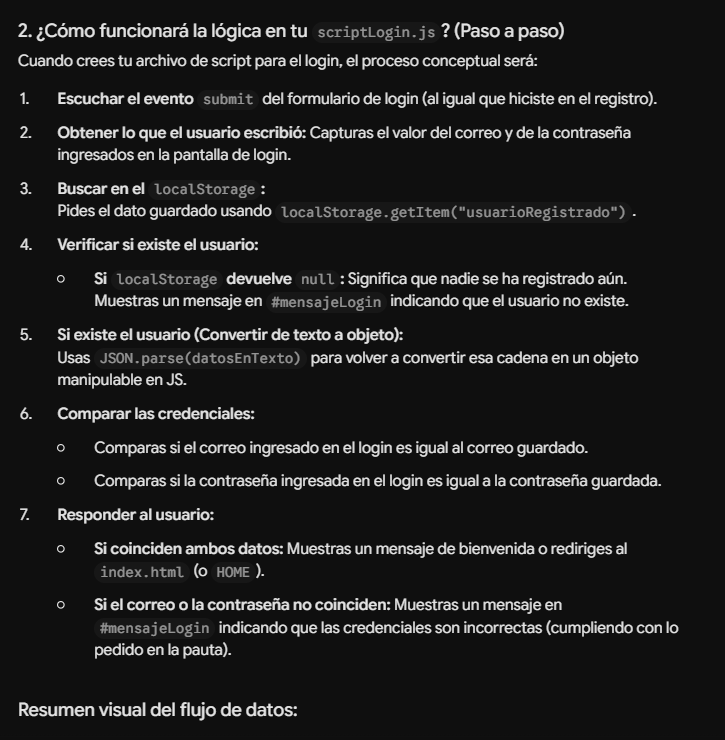 2. ¿Cómo funcionará la lógica en tu scriptLogin.js ? (Paso a paso)
Cuando crees tu archivo de script para el login, el proceso conceptual será:
1. Escuchar el evento submit del formulario de login (al igual que hiciste en el registro).
2. Obtener lo que el usuario escribió: Capturas el valor del correo y de la contraseña
ingresados en la pantalla de login.
3. Buscar en el localStorage :
Pides el dato guardado usando localStorage.getItem("usuarioRegistrado") .
4. Verificar si existe el usuario:
○ Si localStorage devuelve null : Significa que nadie se ha registrado aún.
Muestras un mensaje en #mensajeLogin indicando que el usuario no existe.
5. Si existe el usuario (Convertir de texto a objeto):
Usas JSON.parse(datosEnTexto) para volver a convertir esa cadena en un objeto
manipulable en JS.
6. Comparar las credenciales:
○ Comparas si el correo ingresado en el login es igual al correo guardado.
○ Comparas si la contraseña ingresada en el login es igual a la contraseña guardada.
7. Responder al usuario:
○ Si coinciden ambos datos: Muestras un mensaje de bienvenida o rediriges al
index.html (o HOME ).
○ Si el correo o la contraseña no coinciden: Muestras un mensaje en
#mensajeLogin indicando que las credenciales son incorrectas (cumpliendo con lo
pedido en la pauta).
Resumen visual del flujo de datos: